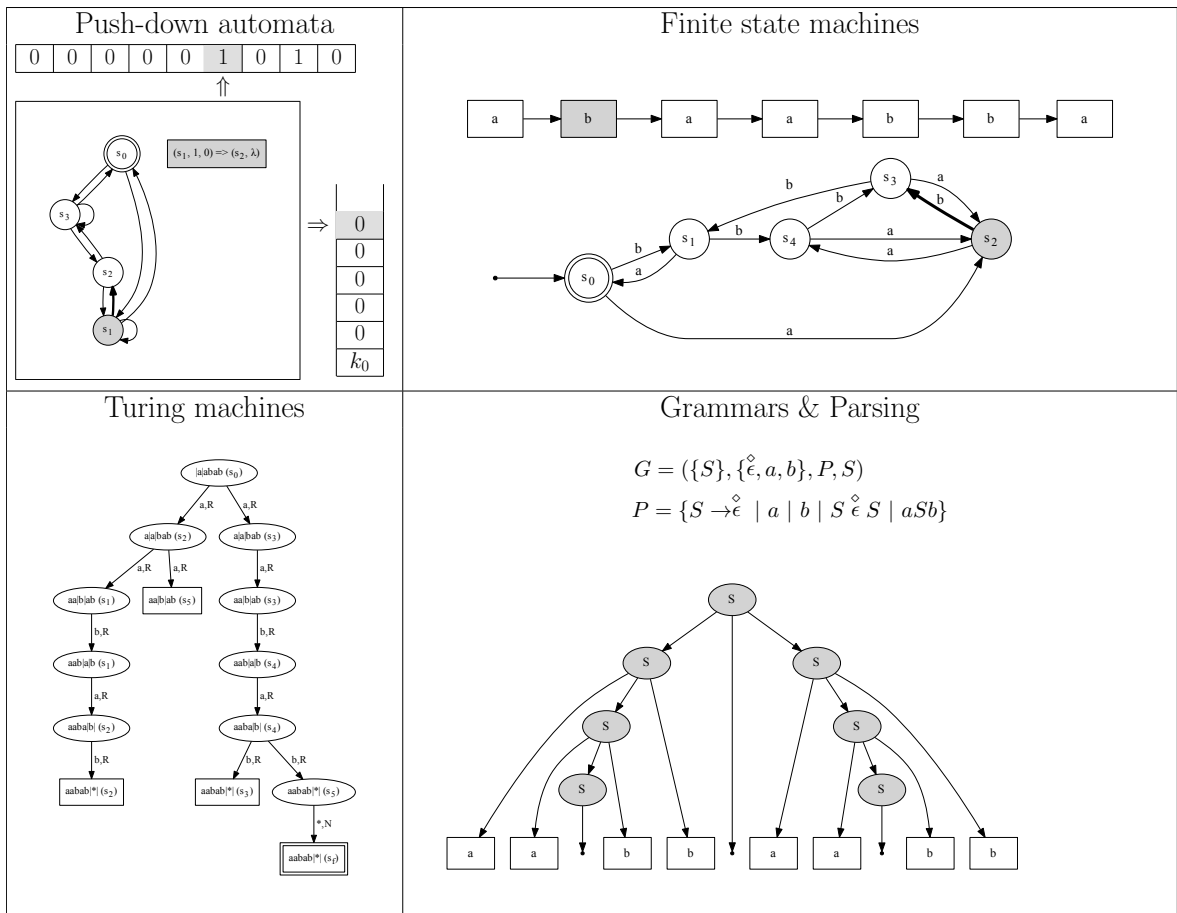 Push-down automata
0 0 0 0 0 1 0 1 0
⇑
s0
(s1, 1, 0) => (s2, λ)
s3
s2
s1
⇒
0
0
0
0
0
k0
Finite state machines
a b a a b b a
s3
a
b
b
b
s1
b
s4
a
s2
b
a
a
s0
a
Turing machines
|a|abab (s0)
a,R a,R
a|a|bab (s2) a|a|bab (s3)
a,R a,R a,R
aa|b|ab (s1) aa|b|ab (s5) aa|b|ab (s3)
b,R b,R
aab|a|b (s1) aab|a|b (s4)
a,R a,R
aaba|b| (s2) aaba|b| (s4)
b,R b,R b,R
aabab|*| (s2) aabab|*| (s3) aabab|*| (s5)
*,N
aabab|*| (sf)
Grammars & Parsing
G = ({S}, {ϵ̂, a, b}, P, S)
P = {S → ϵ̂ | a | b | S ϵ̂ S | aSb}
S
S S
S S
S S
a a b b a a b b